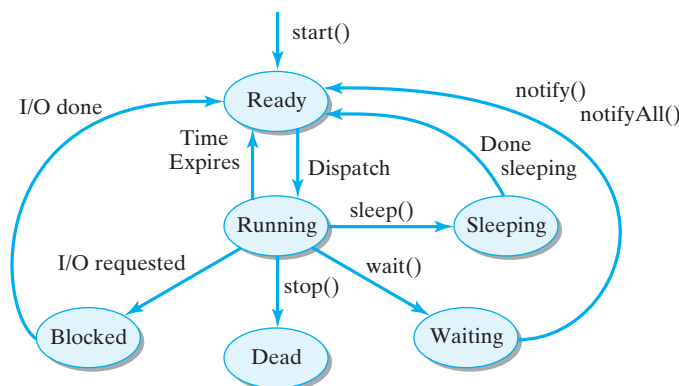 start()
I/O done
Ready
notify()
notifyAll()
Time
Expires
Dispatch
Done
sleeping
Running
sleep()
Sleeping
I/O requested
stop()
wait()
Blocked
Dead
Waiting